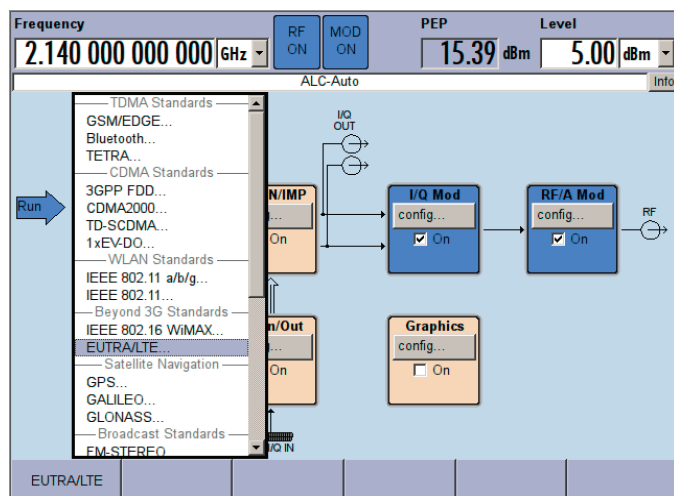 Frequency
2.140 000 000 000 GHz
RF ON
MOD ON
PEP
15.39 dBm
Level
5.00 dBm
ALC-Auto
Info
TDMA Standards
GSM/EDGE...
Bluetooth...
TETRA...
CDMA Standards
3GPP FDD...
CDMA2000...
TD-SCDMA...
1xEV-DO...
WLAN Standards
IEEE 802.11 a/b/g...
IEEE 802.11...
Beyond 3G Standards
IEEE 802.16 WiMAX...
EUTRA/LTE...
Satellite Navigation
GPS...
GALILEO...
GLONASS...
Broadcast Standards
FM-STEREO
Run
I/Q
OUT
N/IMP
On
I/Q Mod
config...
On
RF/A Mod
config...
On
RF
n/Out
On
Graphics
config...
On
I/Q IN
EUTRA/LTE